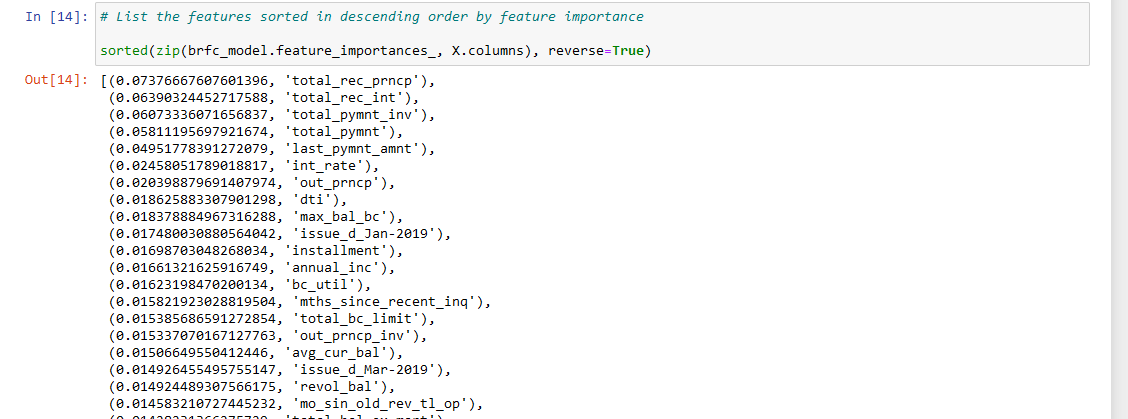 In [14]: # List the features sorted in descending order by feature importance
sorted(zip(brfc_model.feature_importances_, X.columns), reverse=True)
Out[14]: [(0.07376667607601396, 'total_rec_prncp'),
(0.06390324452717588, 'total_rec_int'),
(0.06073336071656837, 'total_pymnt_inv'),
(0.05811195697921674, 'total_pymnt'),
(0.04951778391272079, 'last_pymnt_amnt'),
(0.02458051789018817, 'int_rate'),
(0.020398879691407974, 'out_prncp'),
(0.018625883307901298, 'dti'),
(0.018378884967316288, 'max_bal_bc'),
(0.017480030880564042, 'issue_d_Jan-2019'),
(0.01698703048268034, 'installment'),
(0.01661321625916749, 'annual_inc'),
(0.01623198470200134, 'bc_util'),
(0.015821923028819504, 'mths_since_recent_inq'),
(0.015385686591272854, 'total_bc_limit'),
(0.015337070167127763, 'out_prncp_inv'),
(0.01506649550412446, 'avg_cur_bal'),
(0.014926455495755147, 'issue_d_Mar-2019'),
(0.014924489307566175, 'revol_bal'),
(0.014583210727445232, 'mo_sin_old_rev_tl_op'),